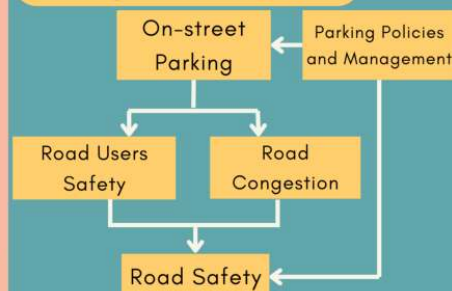 On-street
Parking
Parking Policies
and Management
Road Users
Safety
Road
Congestion
Road Safety